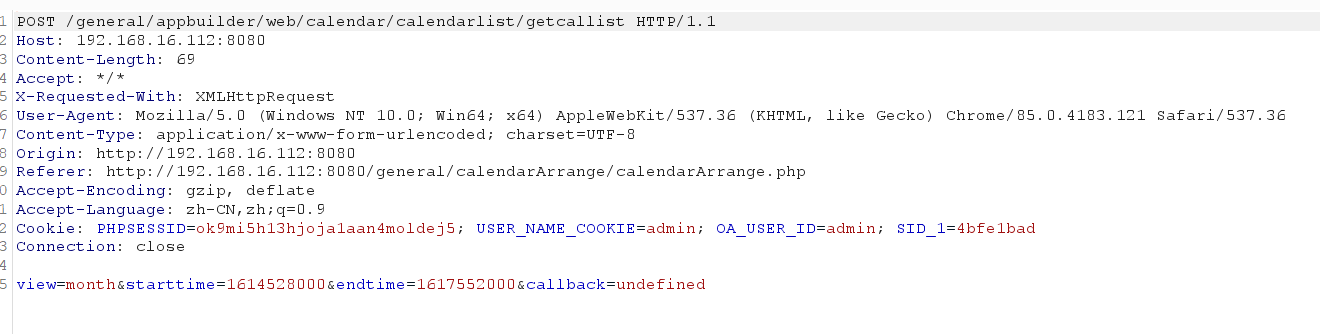 1 POST /general/appbuilder/web/calendar/calendarlist/getcallist HTTP/1.1
2 Host: 192.168.16.112:8080
3 Content-Length: 69
4 Accept: */*
5 X-Requested-With: XMLHttpRequest
6 User-Agent: Mozilla/5.0 (Windows NT 10.0; Win64; x64) AppleWebKit/537.36 (KHTML, like Gecko) Chrome/85.0.4183.121 Safari/537.36
7 Content-Type: application/x-www-form-urlencoded; charset=UTF-8
8 Origin: http://192.168.16.112:8080
9 Referer: http://192.168.16.112:8080/general/calendarArrange/calendarArrange.php
0 Accept-Encoding: gzip, deflate
1 Accept-Language: zh-CN,zh;q=0.9
2 Cookie: PHPSESSID=ok9mi5h13hjoja1aan4moldej5; USER_NAME_COOKIE=admin; OA_USER_ID=admin; SID_1=4bfe1bad
3 Connection: close
4
5 view=month&starttime=1614528000&endtime=1617552000&callback=undefined